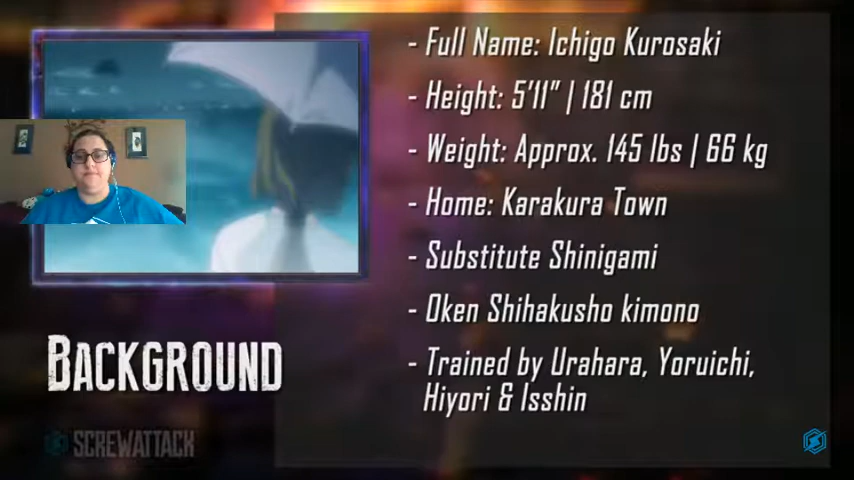 - Full Name: Ichigo Kurosaki
- Height: 5'11" | 181 cm
- Weight: Approx. 145 lbs | 66 kg
- Home: Karakura Town
- Substitute Shinigami
- Oken Shihakusho kimono
- Trained by Urahara, Yoruichi,
Hiyori & Isshin
BACKGROUND
SCREWATTACK